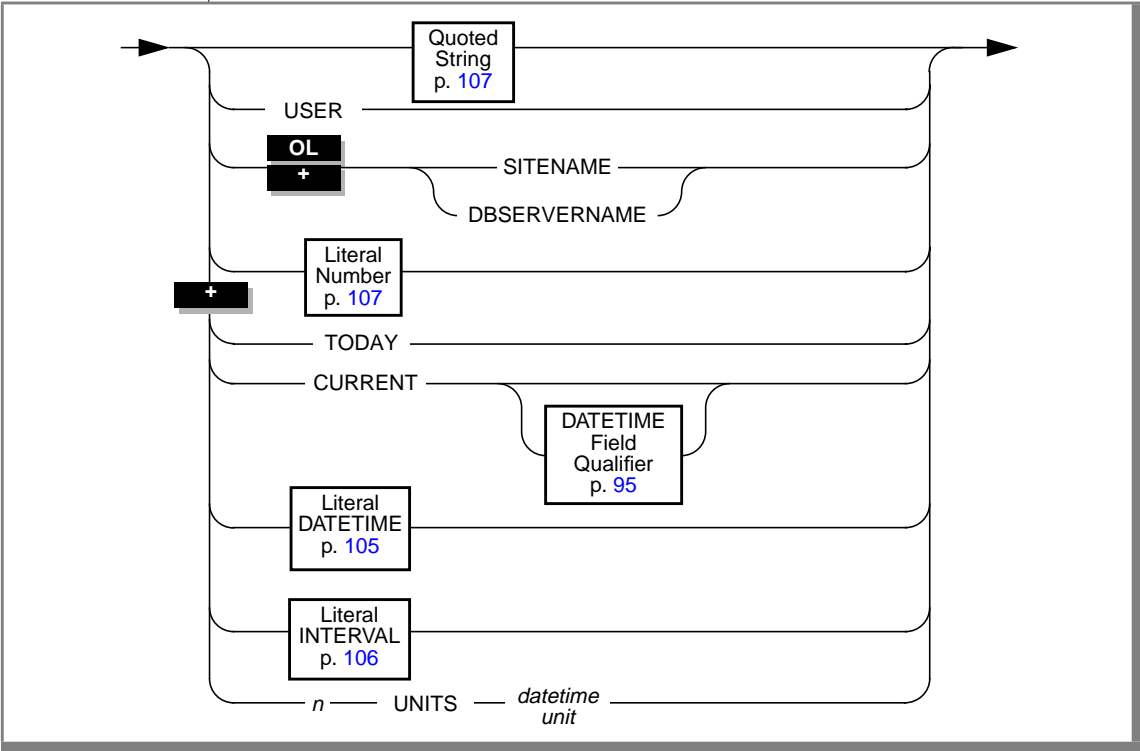 Quoted
String
p. 107
USER
OL
+
SITENAME
DBSERVERNAME
Literal
Number
p. 107
+
TODAY
CURRENT
DATETIME
Field
Qualifier
p. 95
Literal
DATETIME
p. 105
Literal
INTERVAL
p. 106
n UNITS datetime
unit